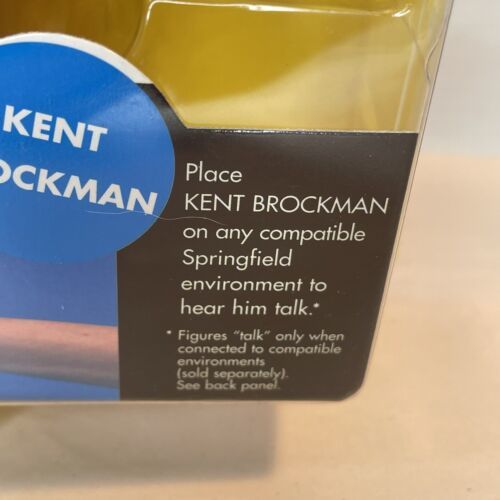 KENT
OCKMAN
Place
KENT BROCKMAN
on any compatible
Springfield
environment to
hear him talk.*
* Figures "talk" only when
connected to compatible
environments
(sold separately).
See back panel.